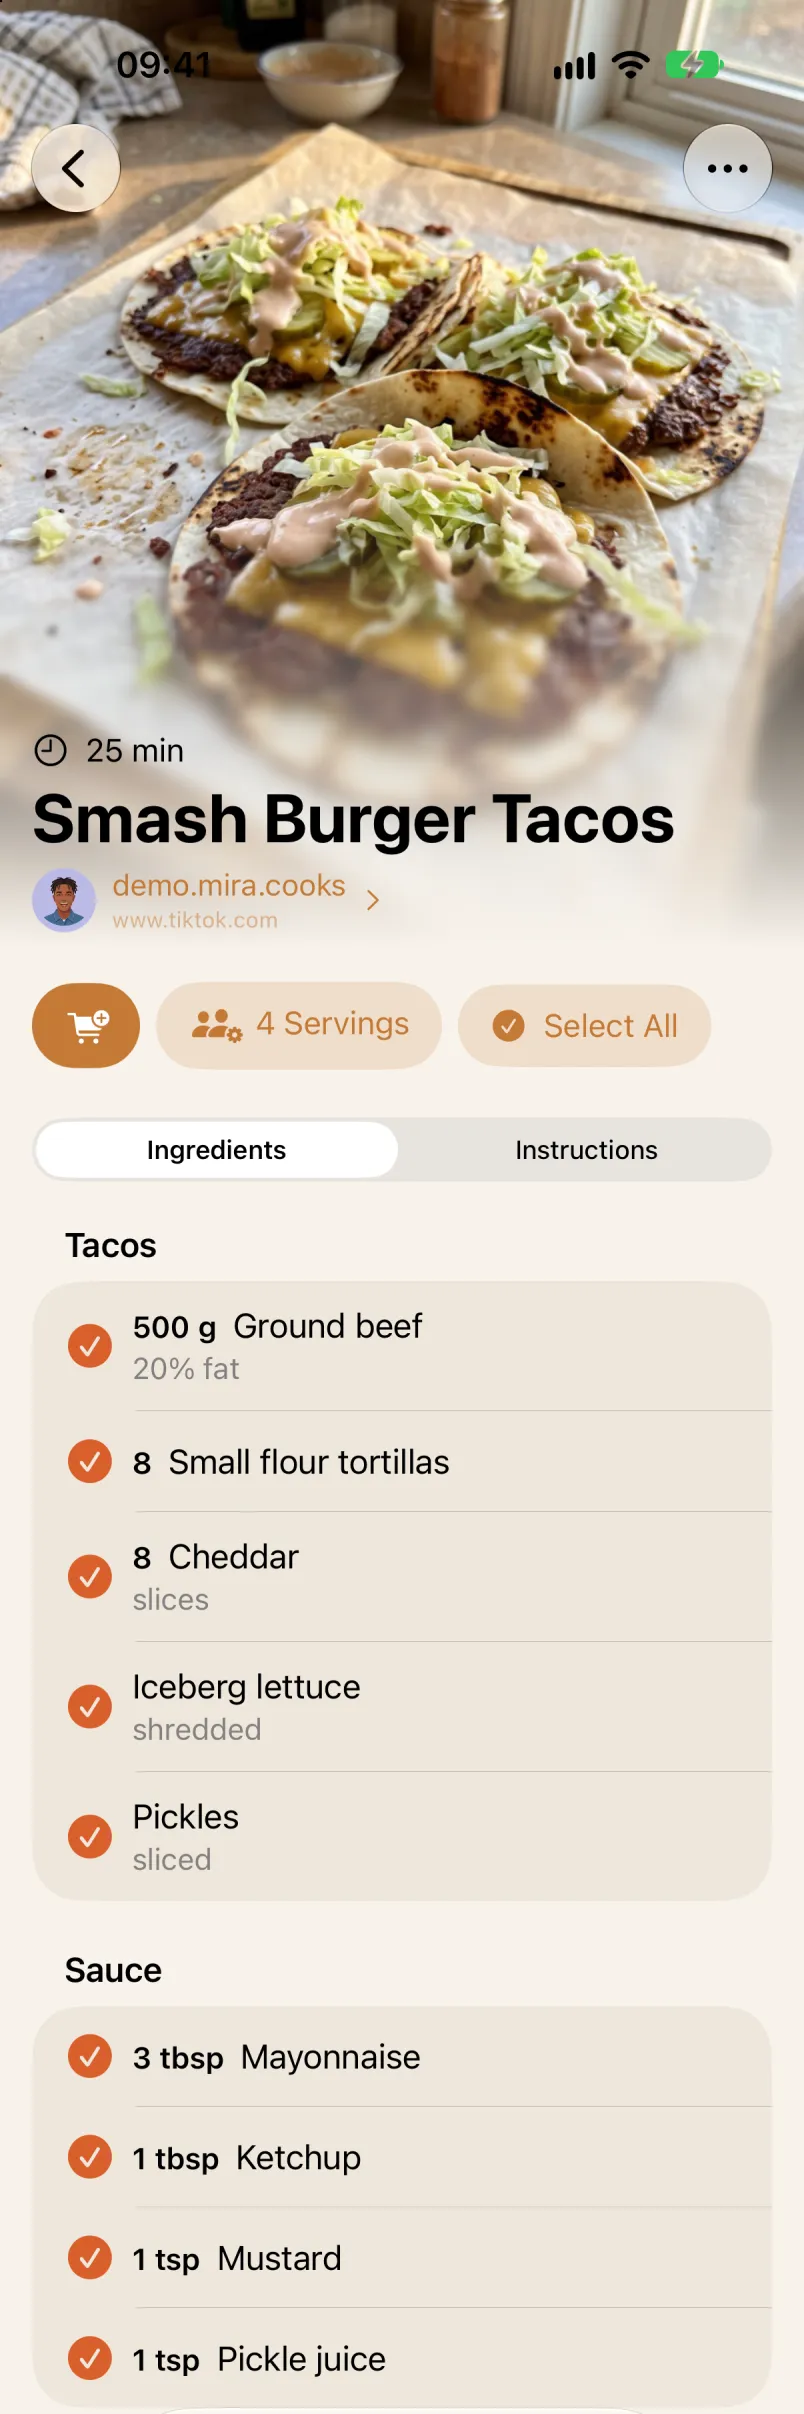 09:41
25 min
Smash Burger Tacos
demo.mira.cooks
www.tiktok.com
4 Servings
Select All
Ingredients
Instructions
Tacos
500 g Ground beef
20% fat
8 Small flour tortillas
8 Cheddar
slices
Iceberg lettuce
shredded
Pickles
sliced
Sauce
3 tbsp Mayonnaise
1 tbsp Ketchup
1 tsp Mustard
1 tsp Pickle juice